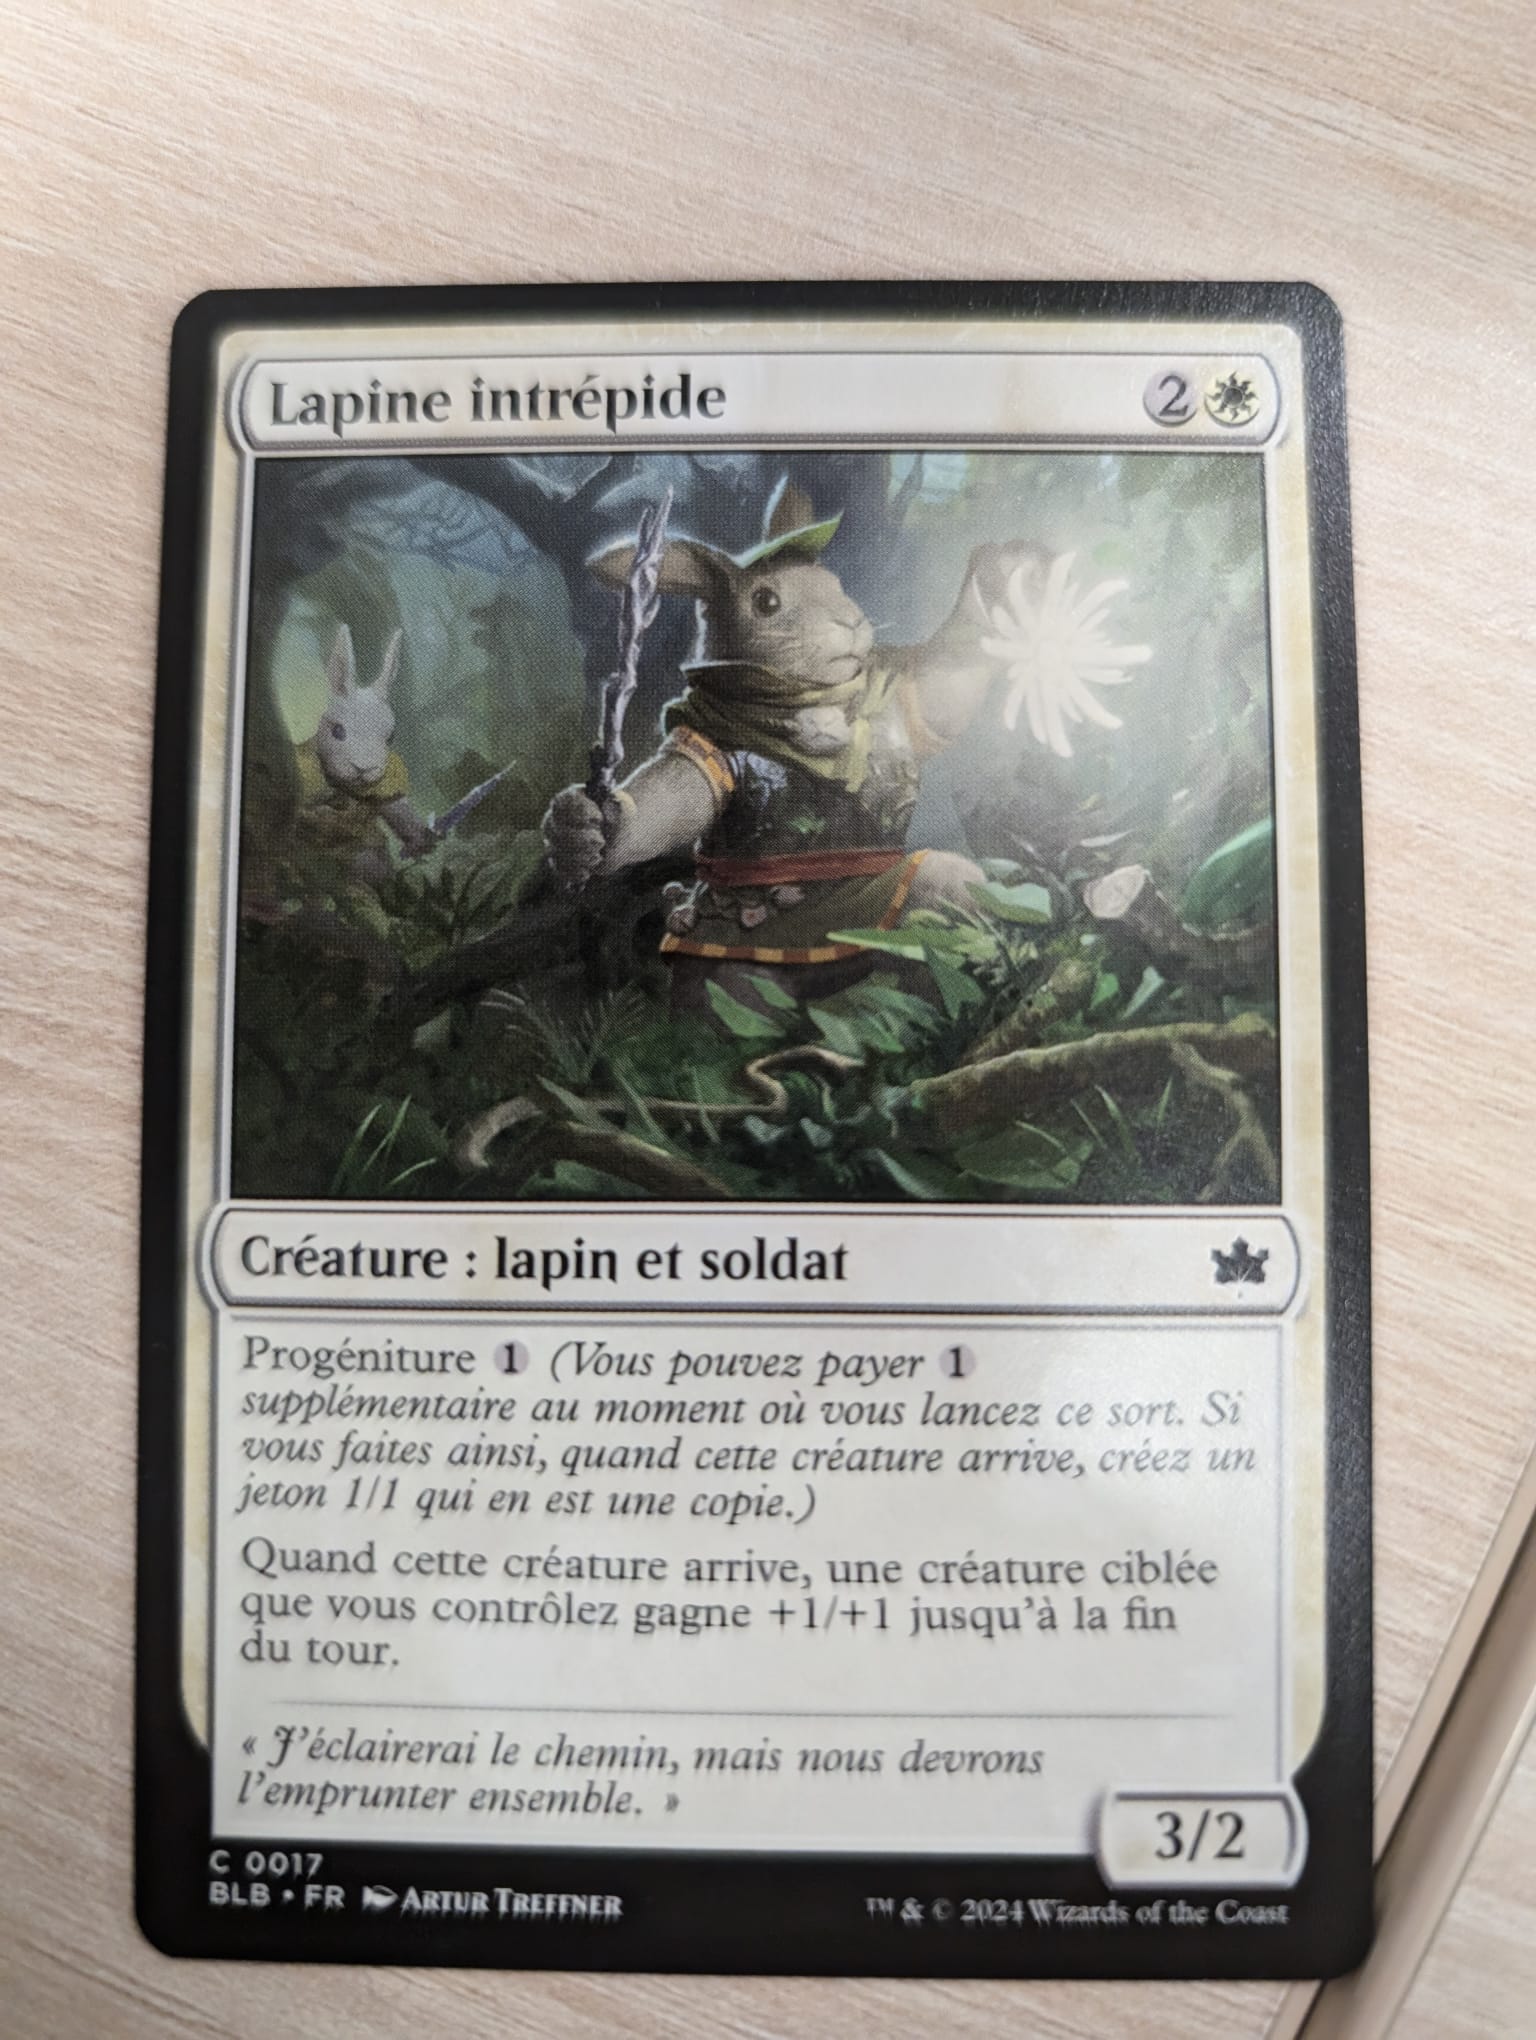 Lapine intrépide 2
Créature : lapin et soldat
Progéniture 1 (Vous pouvez payer 1
supplémentaire au moment où vous lancez ce sort. Si
vous faites ainsi, quand cette créature arrive, créez un
jeton 1/1 qui en est une copie.)
Quand cette créature arrive, une créature ciblée
que vous contrôlez gagne +1/+1 jusqu’à la fin
du tour.
« J’éclairerai le chemin, mais nous devrons
l’emprunter ensemble. »
3/2
C 0017
BLB • FR ARTUR TREFFNER
™ & © 2024 Wizards of the Coast